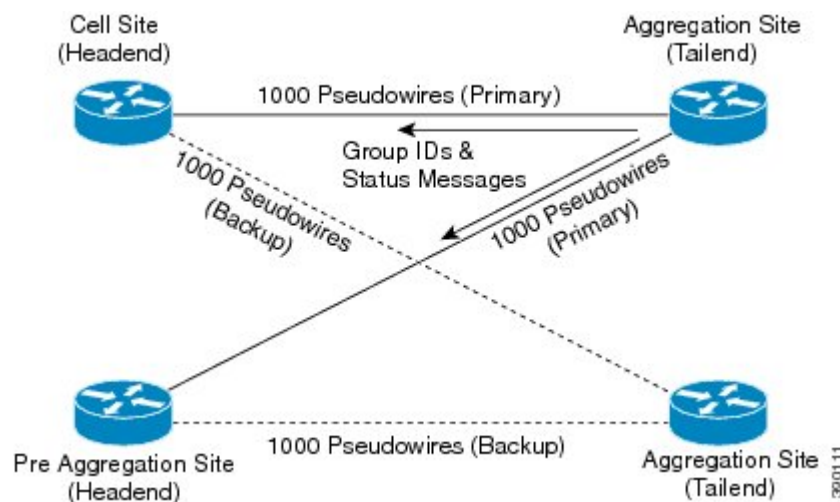 Cell Site
(Headend)
Aggregation Site
(Tailend)
1000 Pseudowires (Primary)
Group IDs &
Status Messages
1000 Pseudowires
(Backup)
1000 Pseudowires
(Primary)
1000 Pseudowires (Backup)
Pre Aggregation Site
(Headend)
Aggregation Site
(Tailend)